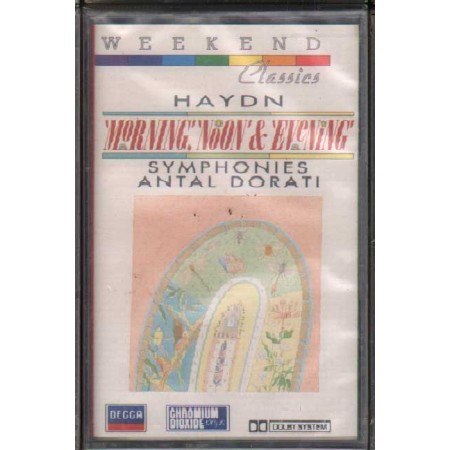 WEEKEND
Classics
HAYDN
'MORNING', 'NOON' & 'EVENING'
SYMPHONIES
ANTAL DORATI
DECCA
CHROMIUM
DIOXIDE
DOLBY SYSTEM